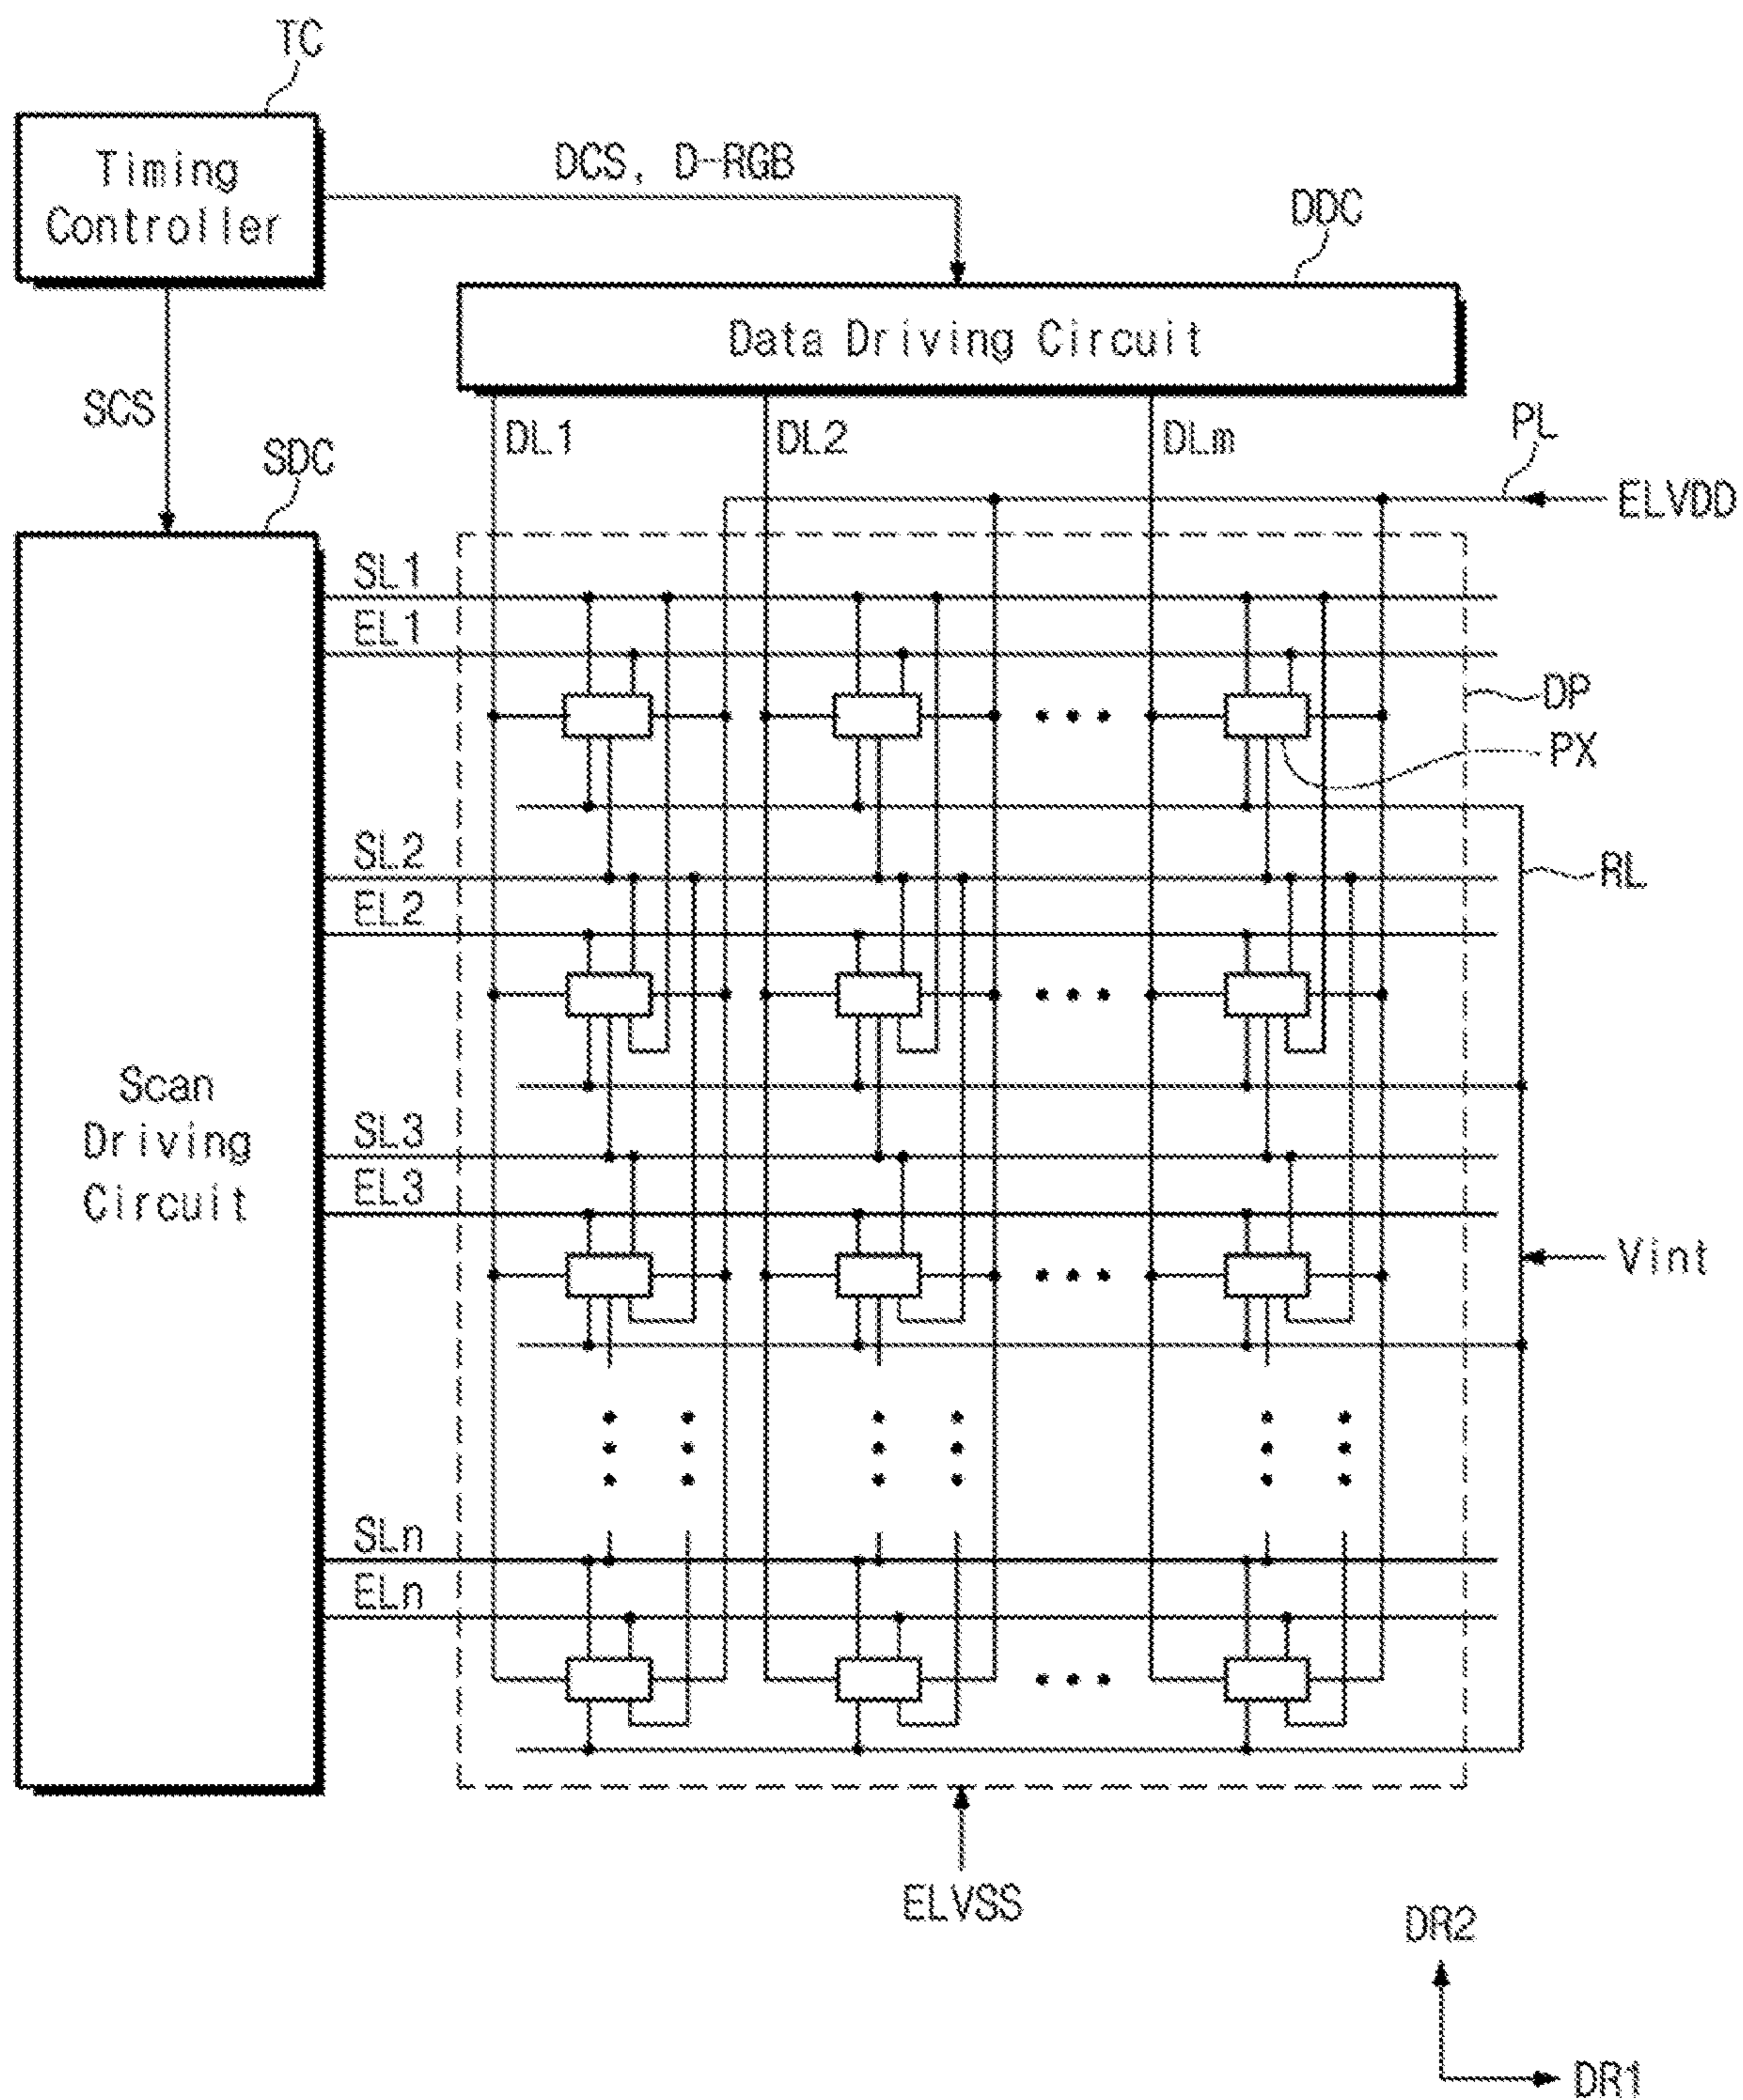 TC
Timing
Controller
DCS, D-RGB
DDC
Data Driving Circuit
SCS
SDC
DL1
DL2
DLm
PL
ELVDD
SL1
EL1
DP
PX
SL2
EL2
RL
Scan
Driving
Circuit
SL3
EL3
Vint
SLn
ELn
ELVSS
DR2
DR1